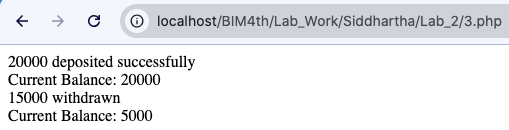 localhost/BIM4th/Lab_Work/Siddhartha/Lab_2/3.php
20000 deposited successfully
Current Balance: 20000
15000 withdrawn
Current Balance: 5000